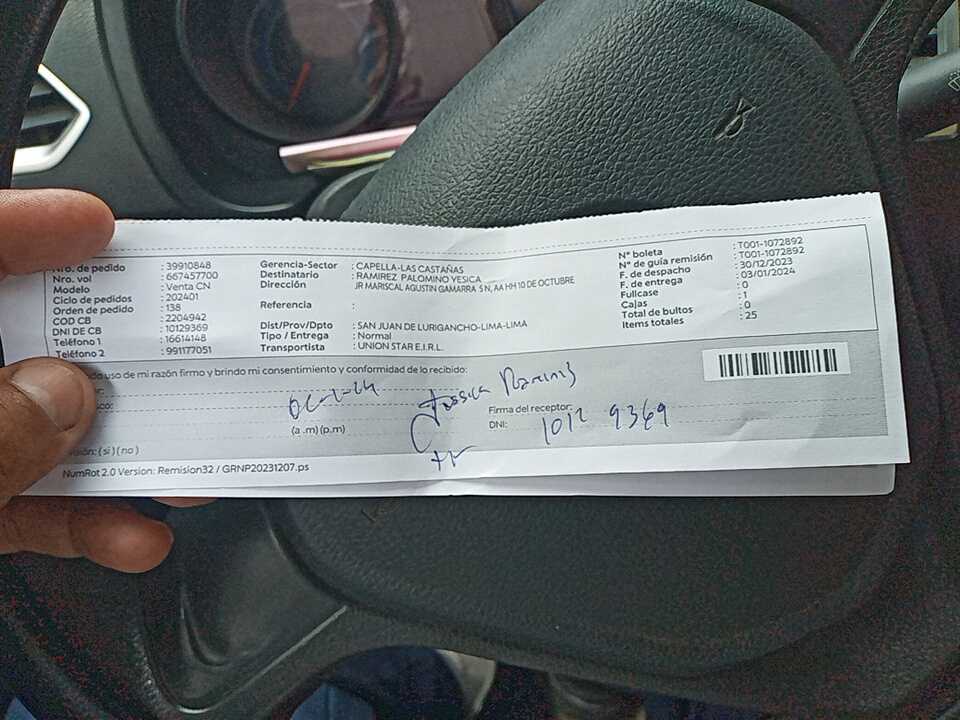 Nro. de pedido : 39910848
Nro. vol : 667457700
Modelo : Venta CN
Ciclo de pedidos : 202401
Orden de pedido : 138
COD CB : 2204942
DNI DE CB : 10129369
Teléfono 1 : 16614148
Teléfono 2 : 991177051
Gerencia-Sector : CAPELLA-LAS CASTAÑAS
Destinatario : RAMIREZ PALOMINO YESICA
Dirección JR MARISCAL AGUSTIN GAMARRA S N, AA HH 10 DE OCTUBRE
Referencia :
Dist/Prov/Dpto : SAN JUAN DE LURIGANCHO-LIMA-LIMA
Tipo / Entrega : Normal
Transportista : UNION STAR E.I.R.L.
N° boleta : T001-1072892
N° de guía remisión : T001-1072892
F. de despacho : 30/12/2023
F. de entrega : 03/01/2024
Fullcase : 0
Cajas : 1
Total de bultos : 0
Items totales : 25
do uso de mi razón firmo y brindo mi consentimiento y conformidad de lo recibido:
(a .m) (p.m)
Firma del receptor:
DNI: 1012 9369
(si) (no)
NumRot 2.0 Version: Remision32 / GRNP20231207.ps